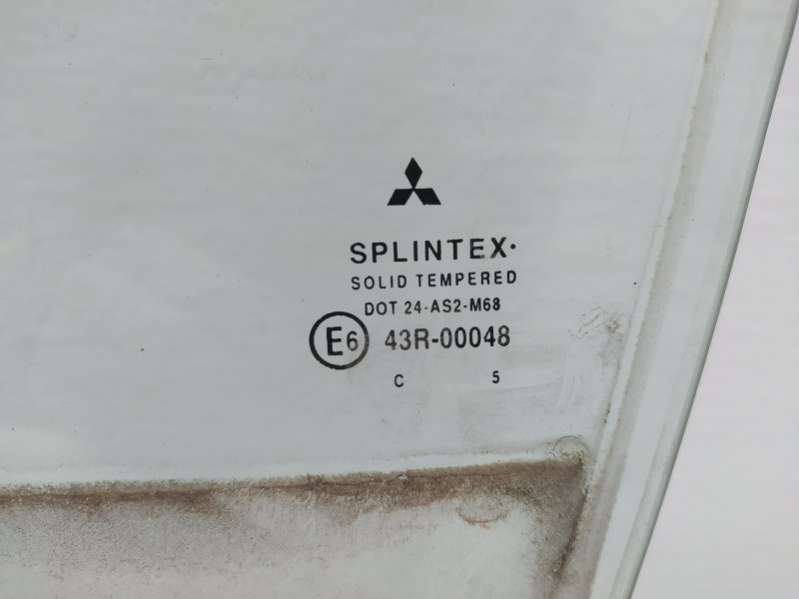 SPLINTEX.
SOLID TEMPERED
DOT 24-AS2-M68
E6 43R-00048
C 5